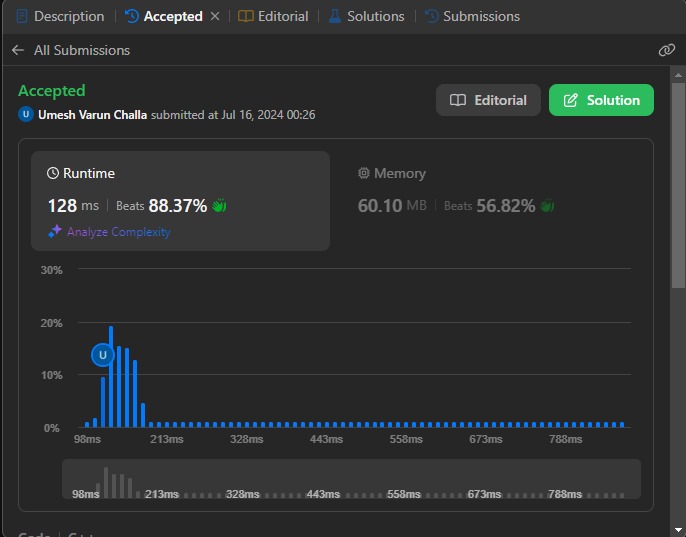 Description
Accepted
Editorial
Solutions
Submissions
All Submissions
Accepted
U Umesh Varun Challa submitted at Jul 16, 2024 00:26
Editorial
Solution
Runtime
128 ms Beats 88.37%
Analyze Complexity
Memory
60.10 MB Beats 56.82%
30%
20%
10%
0%
U
98ms 213ms 328ms 443ms 558ms 673ms 788ms
98ms 213ms 328ms 443ms 558ms 673ms 788ms
Code | C++